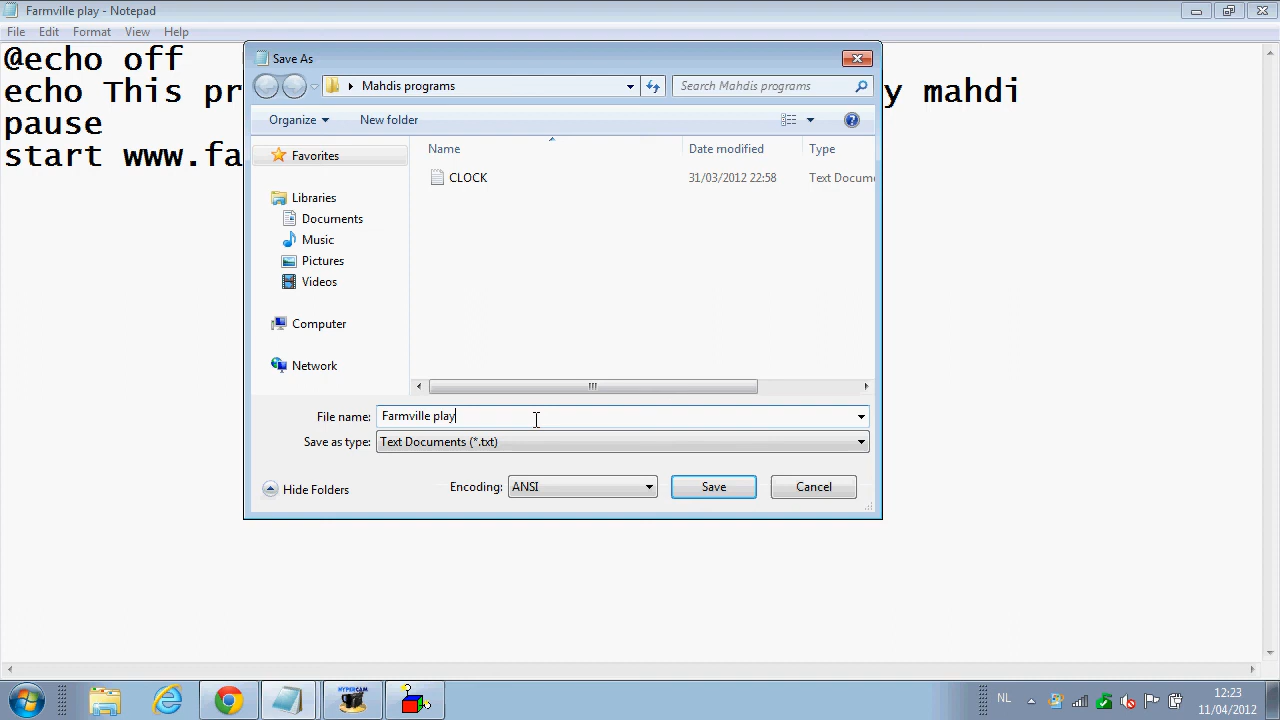 Farmville play - Notepad
File Edit Format View Help
@echo off
echo This pr y mahdi
pause
start www.fa
Save As
Mahdis programs
Search Mahdis programs
Organize New folder
Name Date modified Type
CLOCK 31/03/2012 22:58 Text Docum
Favorites
Libraries
Documents
Music
Pictures
Videos
Computer
Network
File name: Farmville play
Save as type: Text Documents (*.txt)
Hide Folders Encoding: ANSI Save Cancel
HYPERCAM
NL 12:23
11/04/2012